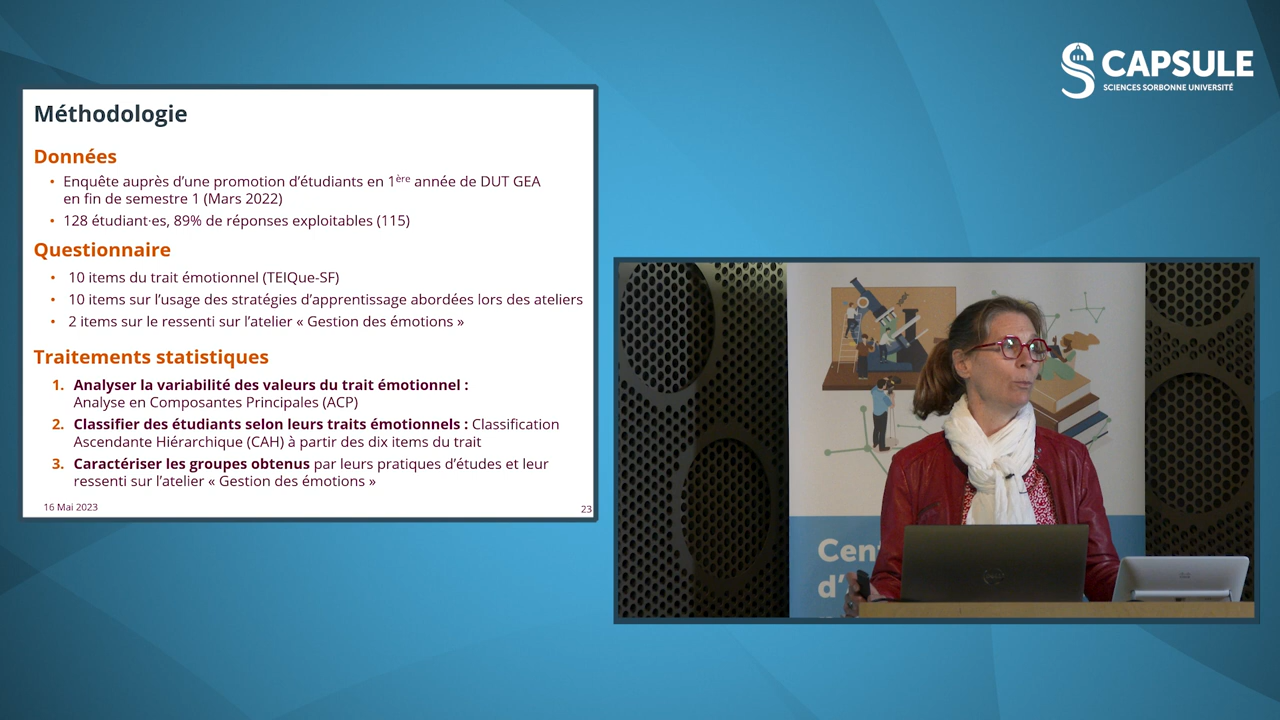 CAPSULE
SCIENCES SORBONNE UNIVERSITÉ
Méthodologie
Données
• Enquête auprès d'une promotion d'étudiants en 1ère année de DUT GEA
en fin de semestre 1 (Mars 2022)
• 128 étudiant·es, 89% de réponses exploitables (115)
Questionnaire
• 10 items du trait émotionnel (TEIQue-SF)
• 10 items sur l'usage des stratégies d'apprentissage abordées lors des ateliers
• 2 items sur le ressenti sur l'atelier « Gestion des émotions »
Traitements statistiques
1. Analyser la variabilité des valeurs du trait émotionnel :
Analyse en Composantes Principales (ACP)
2. Classifier des étudiants selon leurs traits émotionnels : Classification
Ascendante Hiérarchique (CAH) à partir des dix items du trait
3. Caractériser les groupes obtenus par leurs pratiques d'études et leur
ressenti sur l'atelier « Gestion des émotions »
16 Mai 2023
23
Cen
d'
DELL